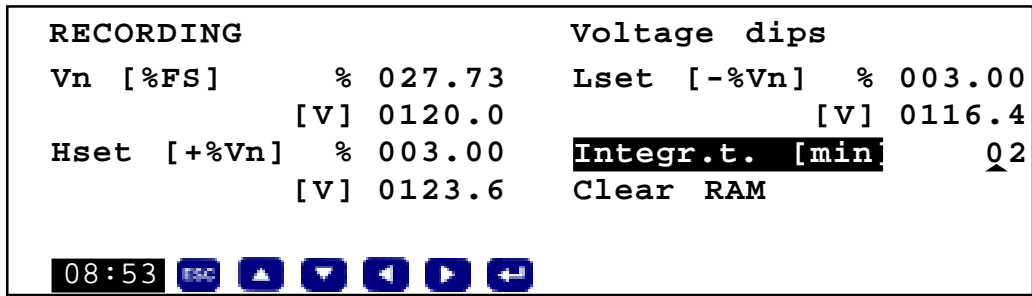 RECORDING Voltage dips
Vn [%FS] % 027.73 Lset [-%Vn] % 003.00
[V] 0120.0 [V] 0116.4
Hset [+%Vn] % 003.00 Integr.t. [min] 02
[V] 0123.6 Clear RAM
08:53 ESC